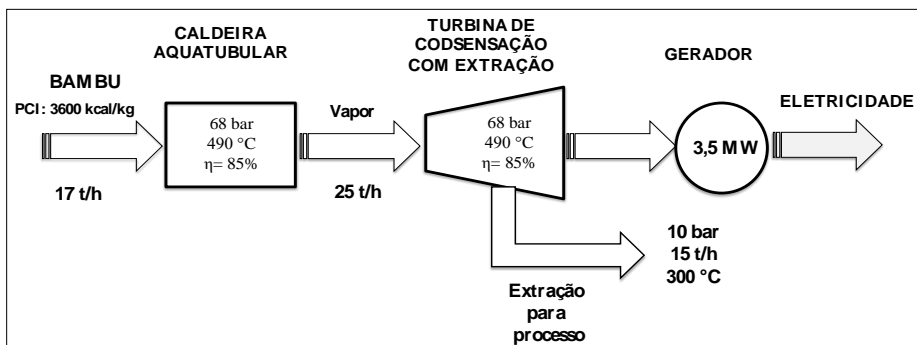 CALDEIRA
AQUATUBULAR
TURBINA DE
CODSENSAÇÃO
COM EXTRAÇÃO
GERADOR
BAMBU
PCI: 3600 kcal/kg
17 t/h
68 bar
490 °C
η= 85%
Vapor
25 t/h
68 bar
490 °C
η= 85%
3,5 MW
ELETRICIDADE
10 bar
15 t/h
300 °C
Extração
para
processo